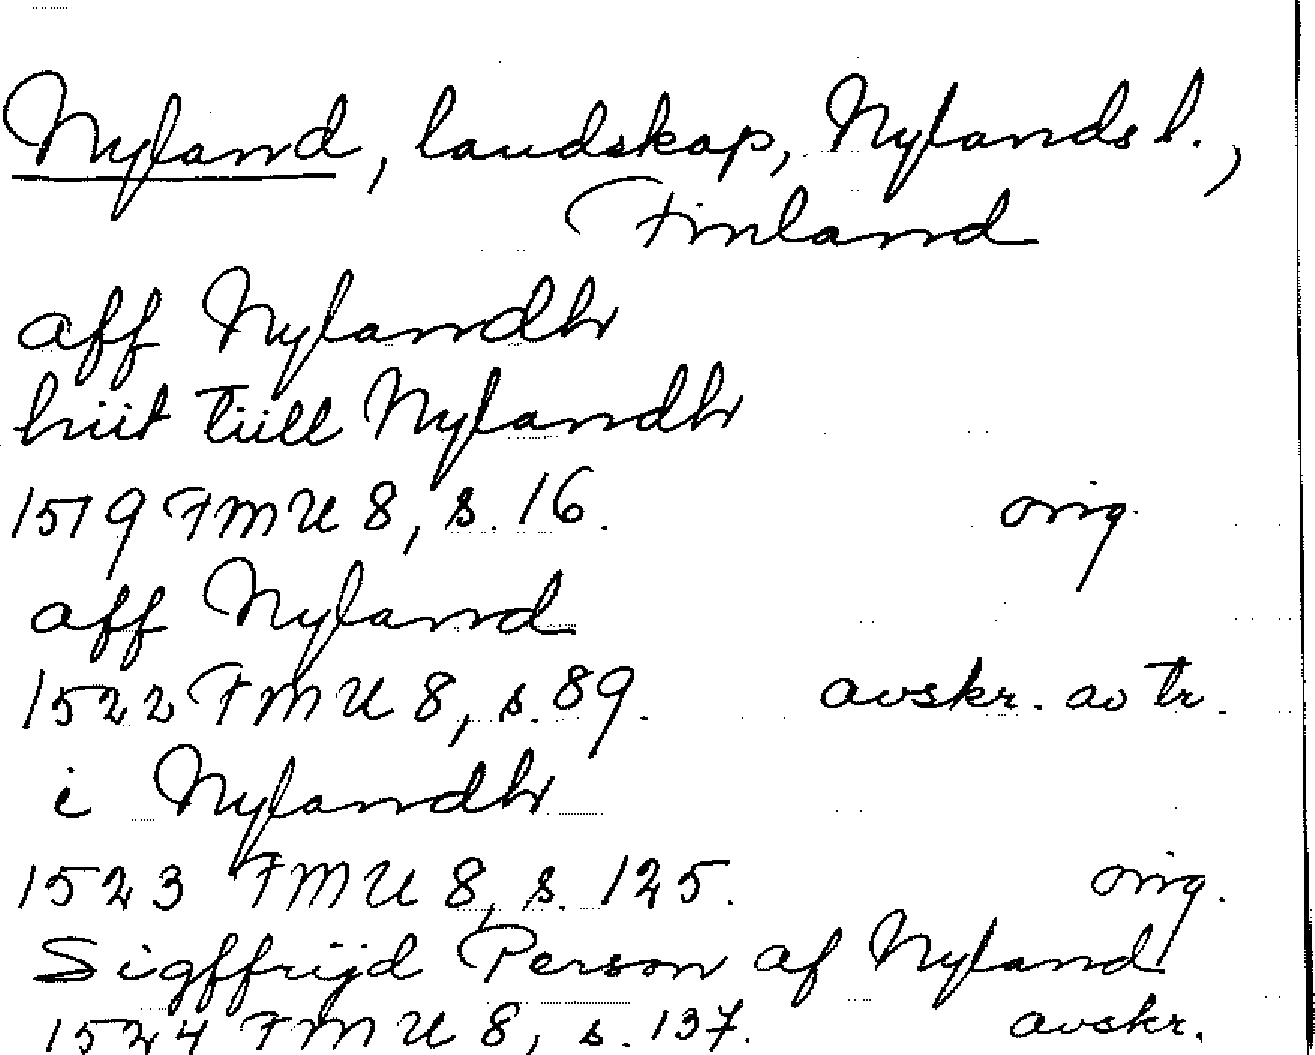 Nyland, landskap, Nylands l.,
Finland
aff Nylandh
hiit tiill Nylandh
1519 FMU 8, s. 16. orig.
aff Nyland
1522 FMU 8, s. 89. avskr. av tr.
i Nylandh
1523 FMU 8, s. 125. orig.
Sigffrijd Person af Nyland
1524 FMU 8, s. 137. avskr.